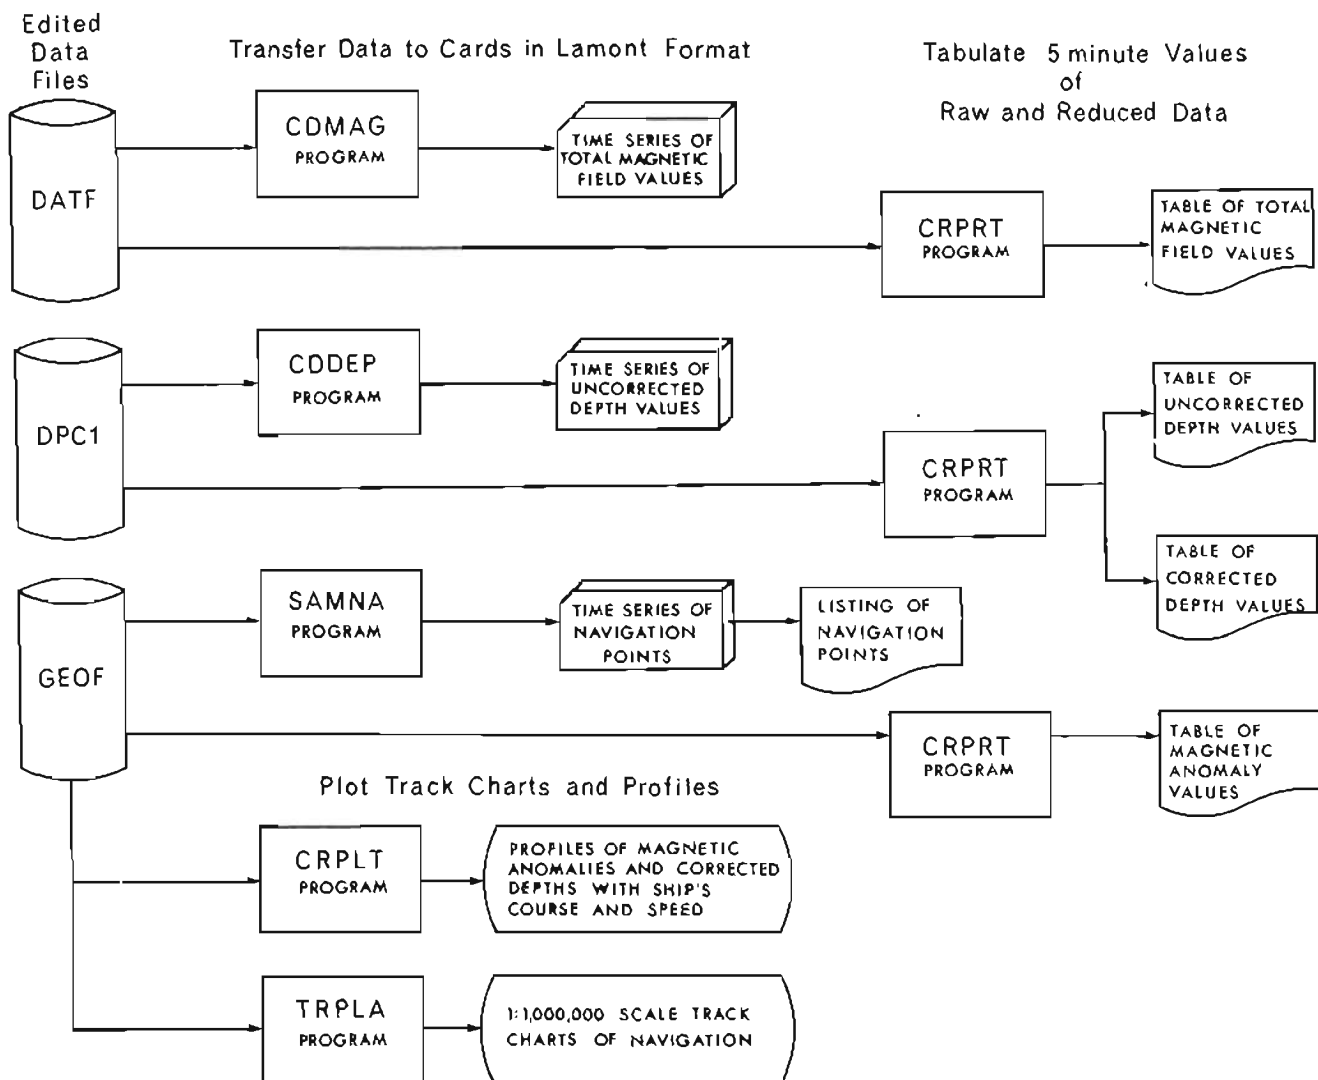 Edited
Data
Files
Transfer Data to Cards in Lamont Format
Tabulate 5 minute Values
of
Raw and Reduced Data
DATF
CDMAG
PROGRAM
TIME SERIES OF
TOTAL MAGNETIC
FIELD VALUES
CRPRT
PROGRAM
TABLE OF TOTAL
MAGNETIC
FIELD VALUES
DPC1
CDDEP
PROGRAM
TIME SERIES OF
UNCORRECTED
DEPTH VALUES
CRPRT
PROGRAM
TABLE OF
UNCORRECTED
DEPTH VALUES
TABLE OF
CORRECTED
DEPTH VALUES
GEOF
SAMNA
PROGRAM
TIME SERIES OF
NAVIGATION
POINTS
LISTING OF
NAVIGATION
POINTS
CRPRT
PROGRAM
TABLE OF
MAGNETIC
ANOMALY
VALUES
Plot Track Charts and Profiles
CRPLT
PROGRAM
PROFILES OF MAGNETIC
ANOMALIES AND CORRECTED
DEPTHS WITH SHIP'S
COURSE AND SPEED
TRPLA
PROGRAM
1:1,000,000 SCALE TRACK
CHARTS OF NAVIGATION